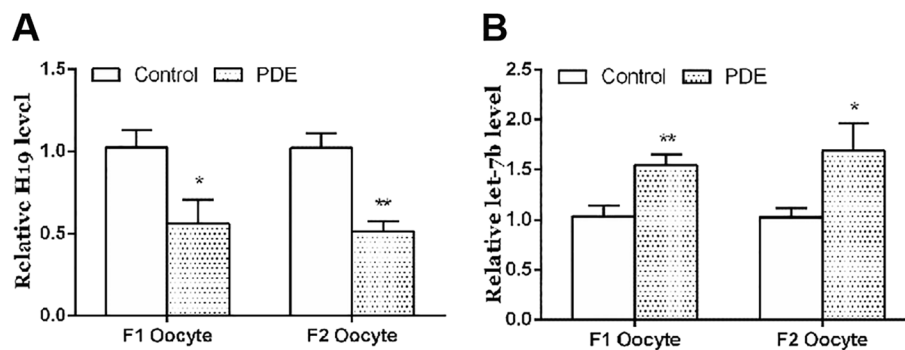 A
Relative H19 level
1.5
1.0
0.5
0.0
Control PDE
*
**
F1 Oocyte F2 Oocyte
B
Relative let-7b level
2.5
2.0
1.5
1.0
0.5
0.0
Control PDE
**
*
F1 Oocyte F2 Oocyte